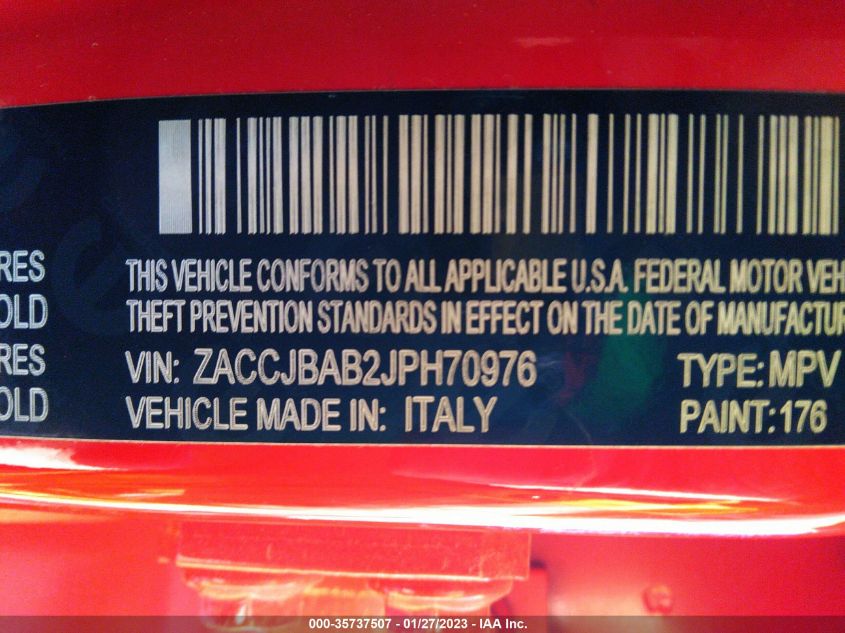 RES
OLD
RES
OLD
THIS VEHICLE CONFORMS TO ALL APPLICABLE U.S.A. FEDERAL MOTOR VEH
THEFT PREVENTION STANDARDS IN EFFECT ON THE DATE OF MANUFACTUR
VIN: ZACCJBAB2JPH70976 TYPE: MPV
VEHICLE MADE IN: ITALY PAINT: 176
000-35737507 - 01/27/2023 - IAA Inc.